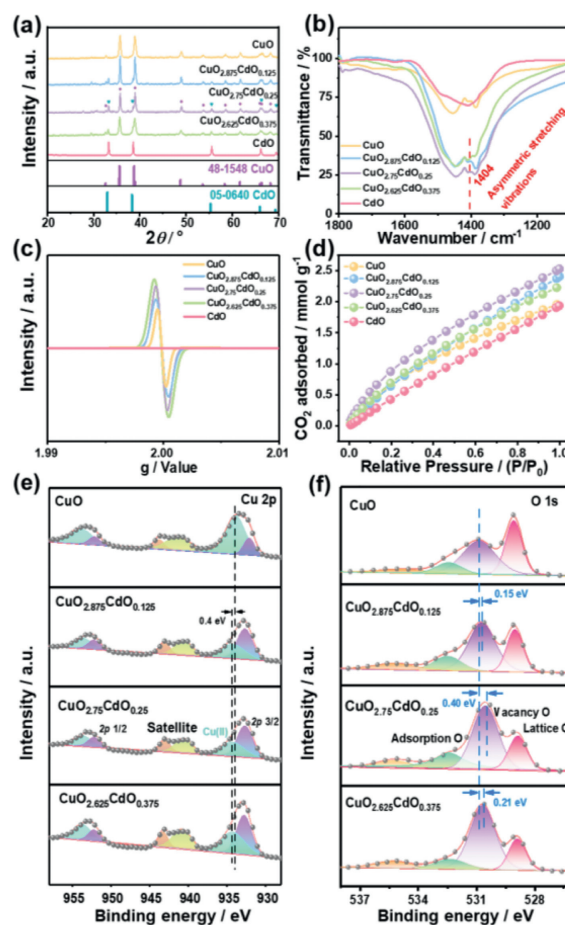 (a)
CuO
CuO2.875CdO0.125
CuO2.75CdO0.25
CuO2.625CdO0.375
CdO
48-1548 CuO
05-0640 CdO
Intensity / a.u.
20 30 40 50 60 70
2θ / °
(b)
Transmittance / %
100
75
50
25
0
CuO
CuO2.875CdO0.125
CuO2.75CdO0.25
CuO2.625CdO0.375
CdO
1404
Asymmetric stretching
vibrations
1800 1600 1400 1200
Wavenumber / cm-1
(c)
CuO
CuO2.875CdO0.125
CuO2.75CdO0.25
CuO2.625CdO0.375
CdO
Intensity / a.u.
1.99 2.00 2.01
g / Value
(d)
CO2 adsorbed / mmol g-1
2.5
2.0
1.5
1.0
0.5
0.0
CuO
CuO2.875CdO0.125
CuO2.75CdO0.25
CuO2.625CdO0.375
CdO
0.0 0.2 0.4 0.6 0.8 1.0
Relative Pressure / (P/P0)
(e)
CuO
Cu 2p
CuO2.875CdO0.125
0.4 eV
CuO2.75CdO0.25
2p 1/2
Satellite
Cu(II)
2p 3/2
CuO2.625CdO0.375
Intensity / a.u.
955 950 945 940 935 930
Binding energy / eV
(f)
CuO
O 1s
0.15 eV
CuO2.875CdO0.125
CuO2.75CdO0.25
0.40 eV
Vacancy O
Adsorption O
Lattice O
0.21 eV
CuO2.625CdO0.375
Intensity / a.u.
537 534 531 528
Binding energy / eV